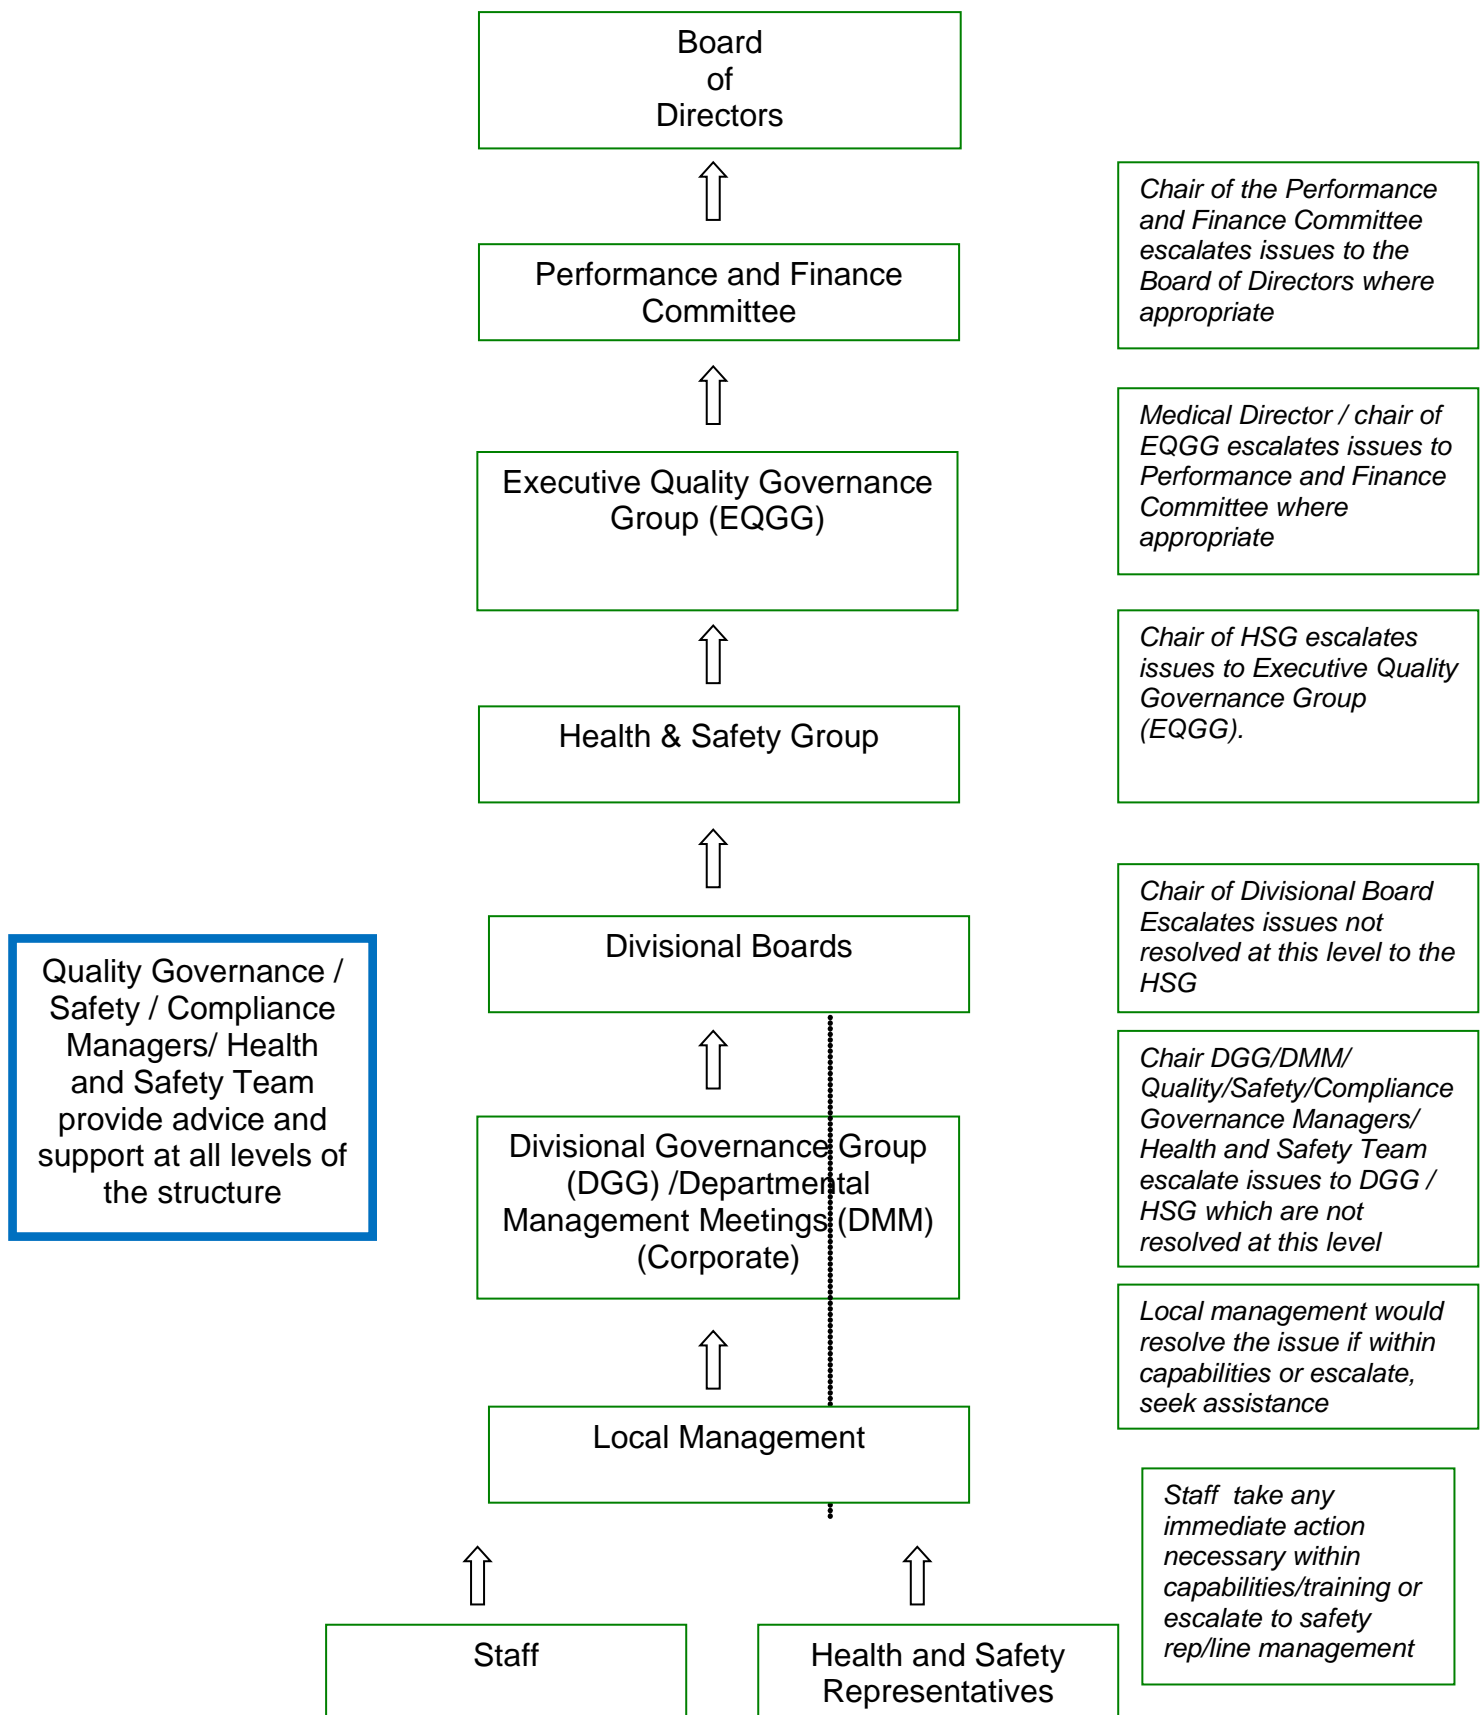 Board
of
Directors
Chair of the Performance
and Finance Committee
escalates issues to the
Board of Directors where
appropriate
Performance and Finance
Committee
Medical Director / chair of
EQGG escalates issues to
Performance and Finance
Committee where
appropriate
Executive Quality Governance
Group (EQGG)
Chair of HSG escalates
issues to Executive Quality
Governance Group
(EQGG).
Health & Safety Group
Chair of Divisional Board
Escalates issues not
resolved at this level to the
HSG
Divisional Boards
Quality Governance /
Safety / Compliance
Managers/ Health
and Safety Team
provide advice and
support at all levels of
the structure
Chair DGG/DMM/
Quality/Safety/Compliance
Governance Managers/
Health and Safety Team
escalate issues to DGG /
HSG which are not
resolved at this level
Divisional Governance Group
(DGG) /Departmental
Management Meetings (DMM)
(Corporate)
Local management would
resolve the issue if within
capabilities or escalate,
seek assistance
Local Management
Staff  take any
immediate action
necessary within
capabilities/training or
escalate to safety
rep/line management
Staff
Health and Safety
Representatives